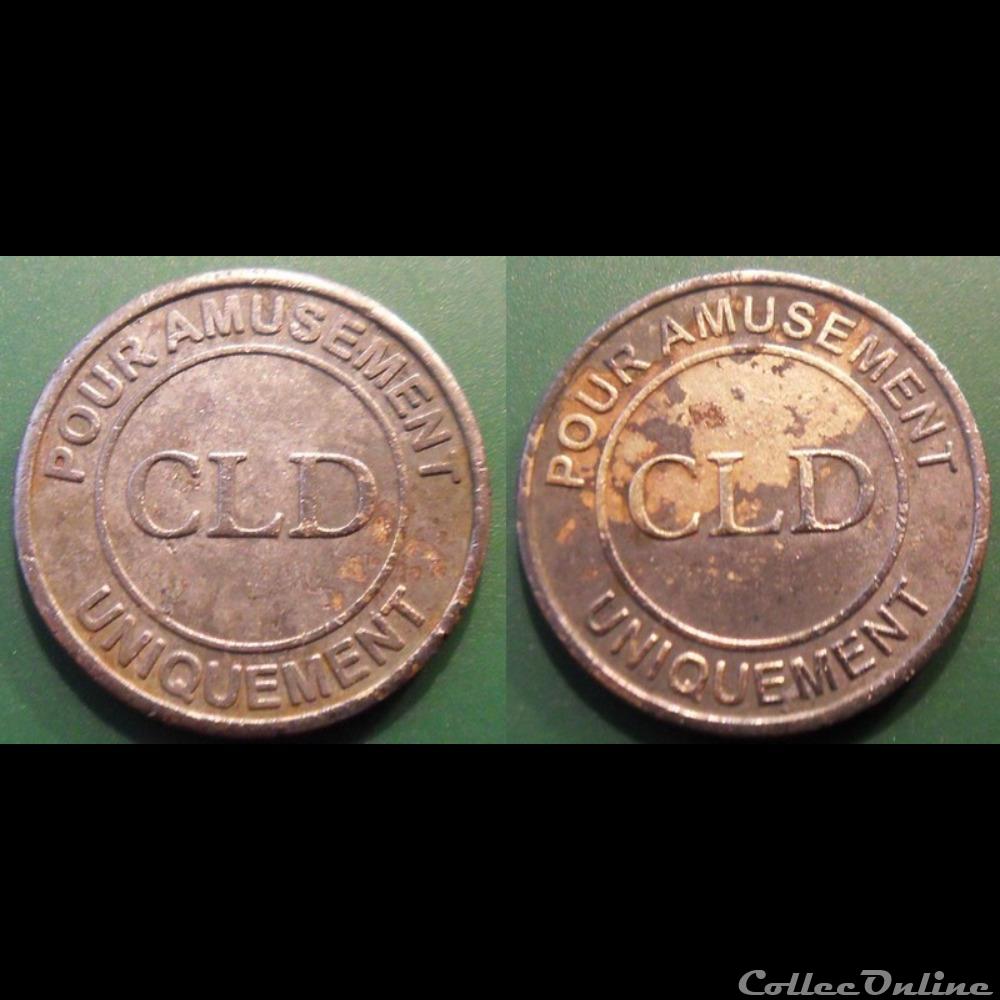 POUR AMUSEMENT
CLD
UNIQUEMENT
POUR AMUSEMENT
CLD
UNIQUEMENT
CollecOnline